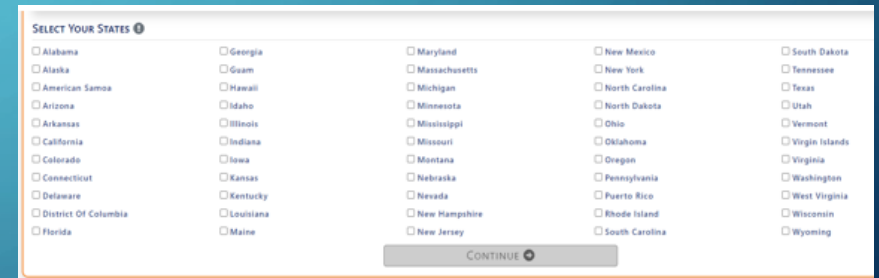 SELECT YOUR STATES
Alabama Georgia Maryland New Mexico South Dakota
Alaska Guam Massachusetts New York Tennessee
American Samoa Hawaii Michigan North Carolina Texas
Arizona Idaho Minnesota North Dakota Utah
Arkansas Illinois Mississippi Ohio Vermont
California Indiana Missouri Oklahoma Virgin Islands
Colorado Iowa Montana Oregon Virginia
Connecticut Kansas Nebraska Pennsylvania Washington
Delaware Kentucky Nevada Puerto Rico West Virginia
District Of Columbia Louisiana New Hampshire Rhode Island Wisconsin
Florida Maine New Jersey South Carolina Wyoming
CONTINUE